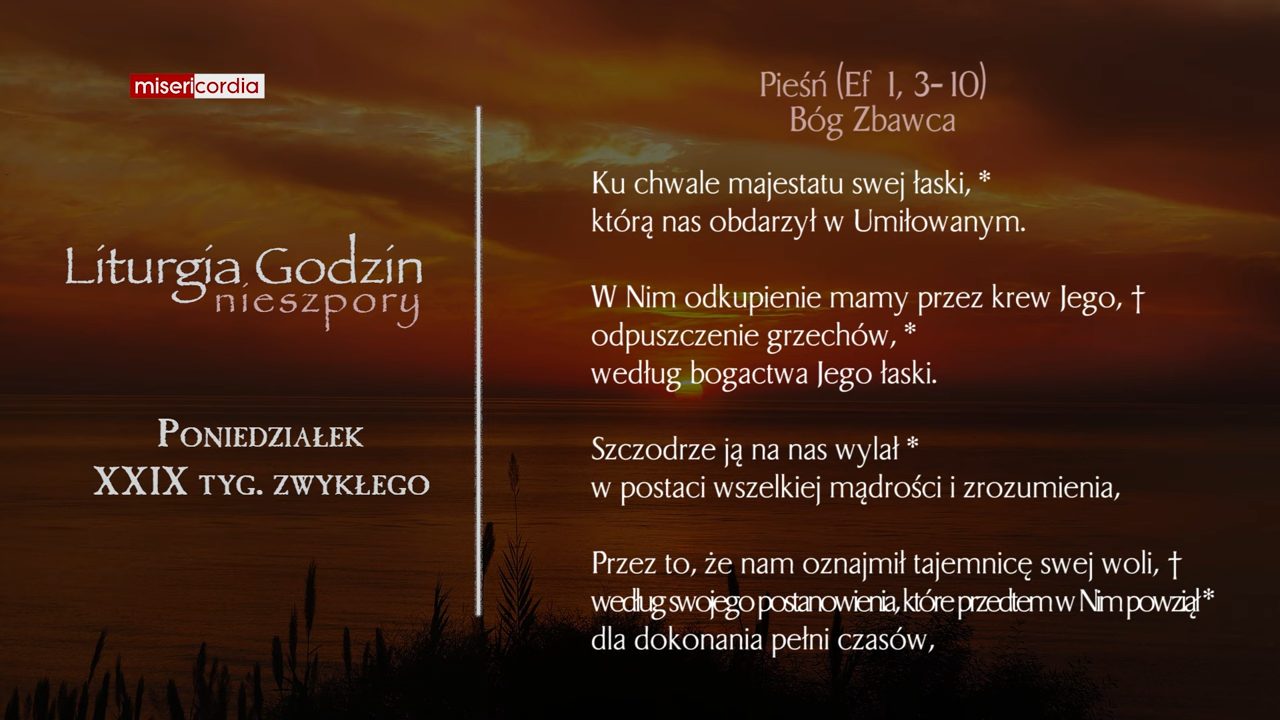 misericordia
Liturgia Godzin
nieszpory
Poniedziałek
XXIX tyg. zwykłego
Pieśń (Ef 1, 3-10)
Bóg Zbawca
Ku chwale majestatu swej łaski, *
którą nas obdarzył w Umiłowanym.
W Nim odkupienie mamy przez krew Jego, †
odpuszczenie grzechów, *
według bogactwa Jego łaski.
Szczodrze ją na nas wylał *
w postaci wszelkiej mądrości i zrozumienia,
Przez to, że nam oznajmił tajemnicę swej woli, †
według swojego postanowienia, które przedtem w Nim powziął *
dla dokonania pełni czasów,